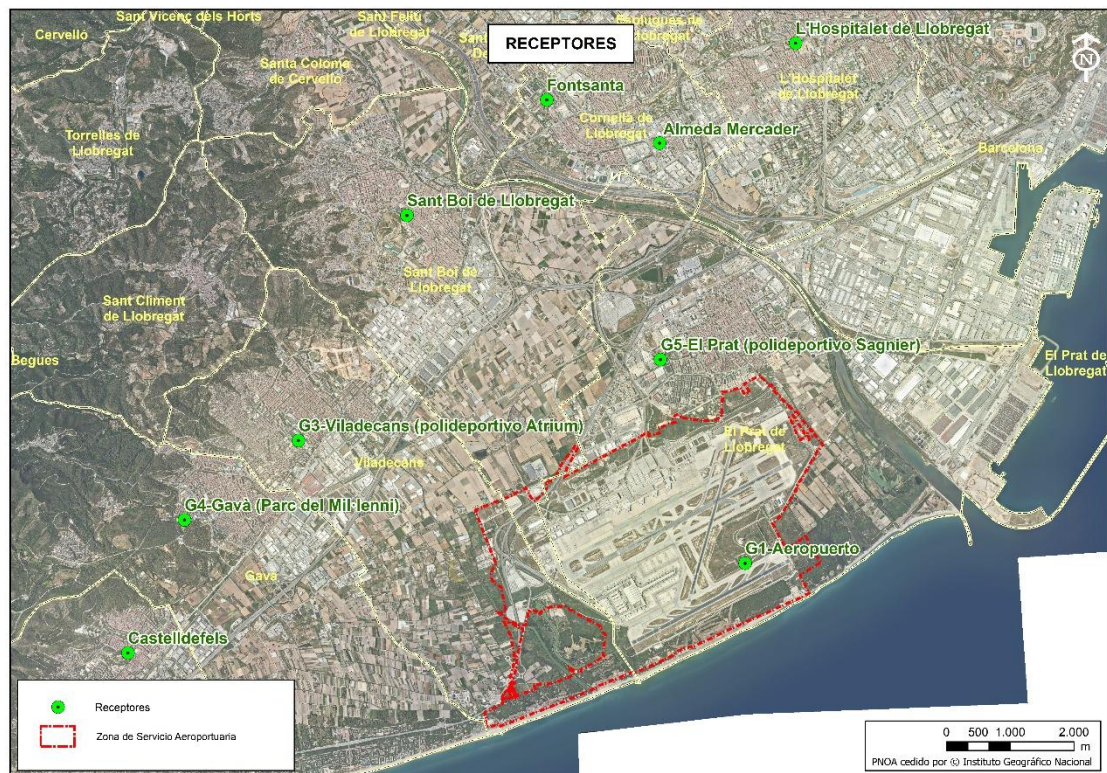 Sant Vicenç dels Horts
Cervelló
Sant Feliu
de Llobregat
Santa Coloma
de Cervelló
RECEPTORES
Llobregat
L'Hospitalet de Llobregat
N
L'Hospitalet
de Llobregat
Fontsanta
Cornellà de
Llobregat
Almeda Mercader
Torrelles de
Llobregat
Barcelona
Sant Boi de Llobregat
Sant Boi de
Llobregat
Sant Climent
de Llobregat
Begues
G5-El Prat (polideportivo Sagnier)
El Prat de
Llobregat
G3-Viladecans (polideportivo Atrium)
Viladecans
El Prat de
Llobregat
G4-Gavà (Parc del Mil·lenni)
G1-Aeropuerto
Gavà
Castelldefels
Receptores
Zona de Servicio Aeroportuaria
0 500 1.000 2.000
m
PNOA cedido por © Instituto Geográfico Nacional